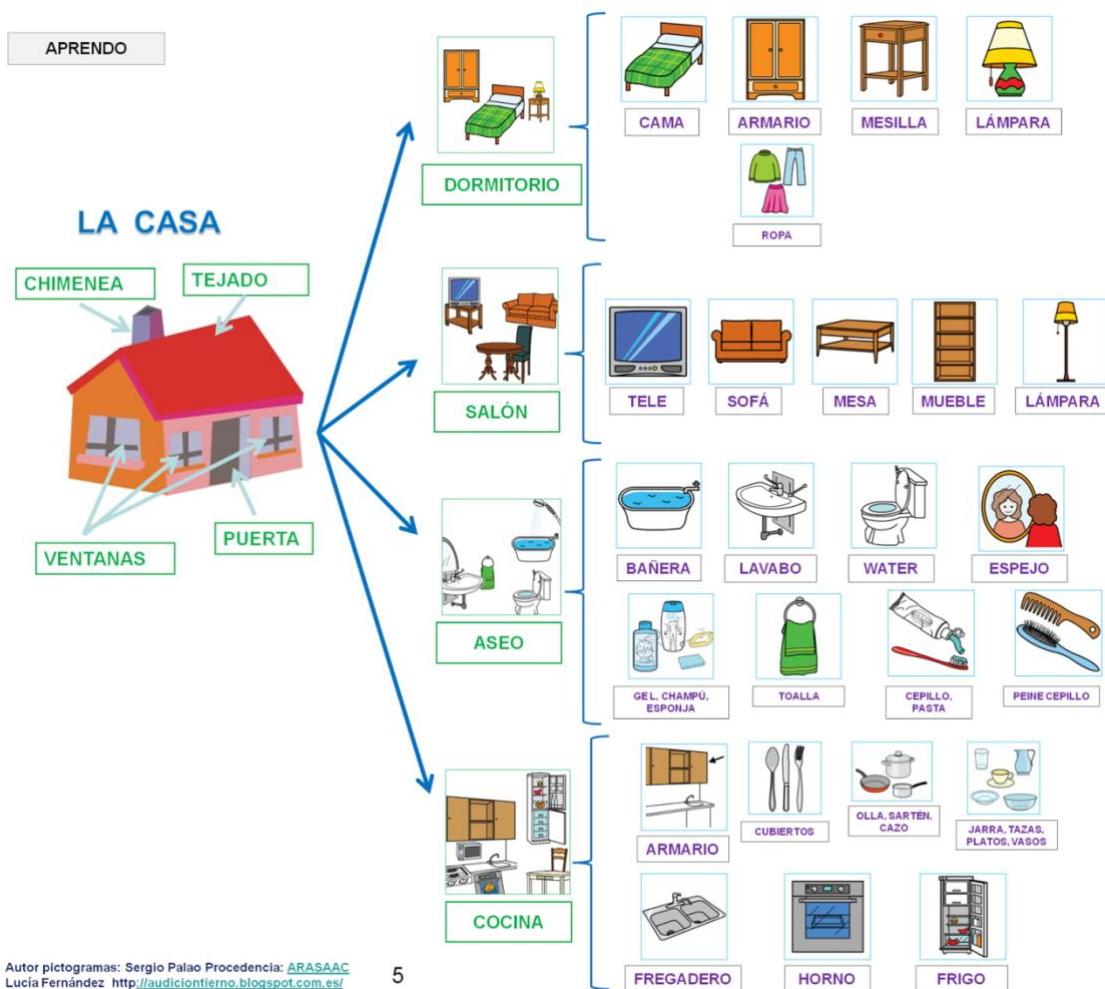 APRENDO
LA CASA
CHIMENEA
TEJADO
VENTANAS
PUERTA
DORMITORIO
CAMA
ARMARIO
MESILLA
LÁMPARA
ROPA
SALÓN
TELE
SOFÁ
MESA
MUEBLE
LÁMPARA
ASEO
BAÑERA
LAVABO
WATER
ESPEJO
GEL, CHAMPÚ,
ESPONJA
TOALLA
CEPILLO,
PASTA
PEINE CEPILLO
COCINA
ARMARIO
CUBIERTOS
OLLA, SARTÉN,
CAZO
JARRA, TAZAS,
PLATOS, VASOS
FREGADERO
HORNO
FRIGO
Autor pictogramas: Sergio Palao Procedencia: ARASAAC
Lucía Fernández http://audiciontierno.blogspot.com.es/
5